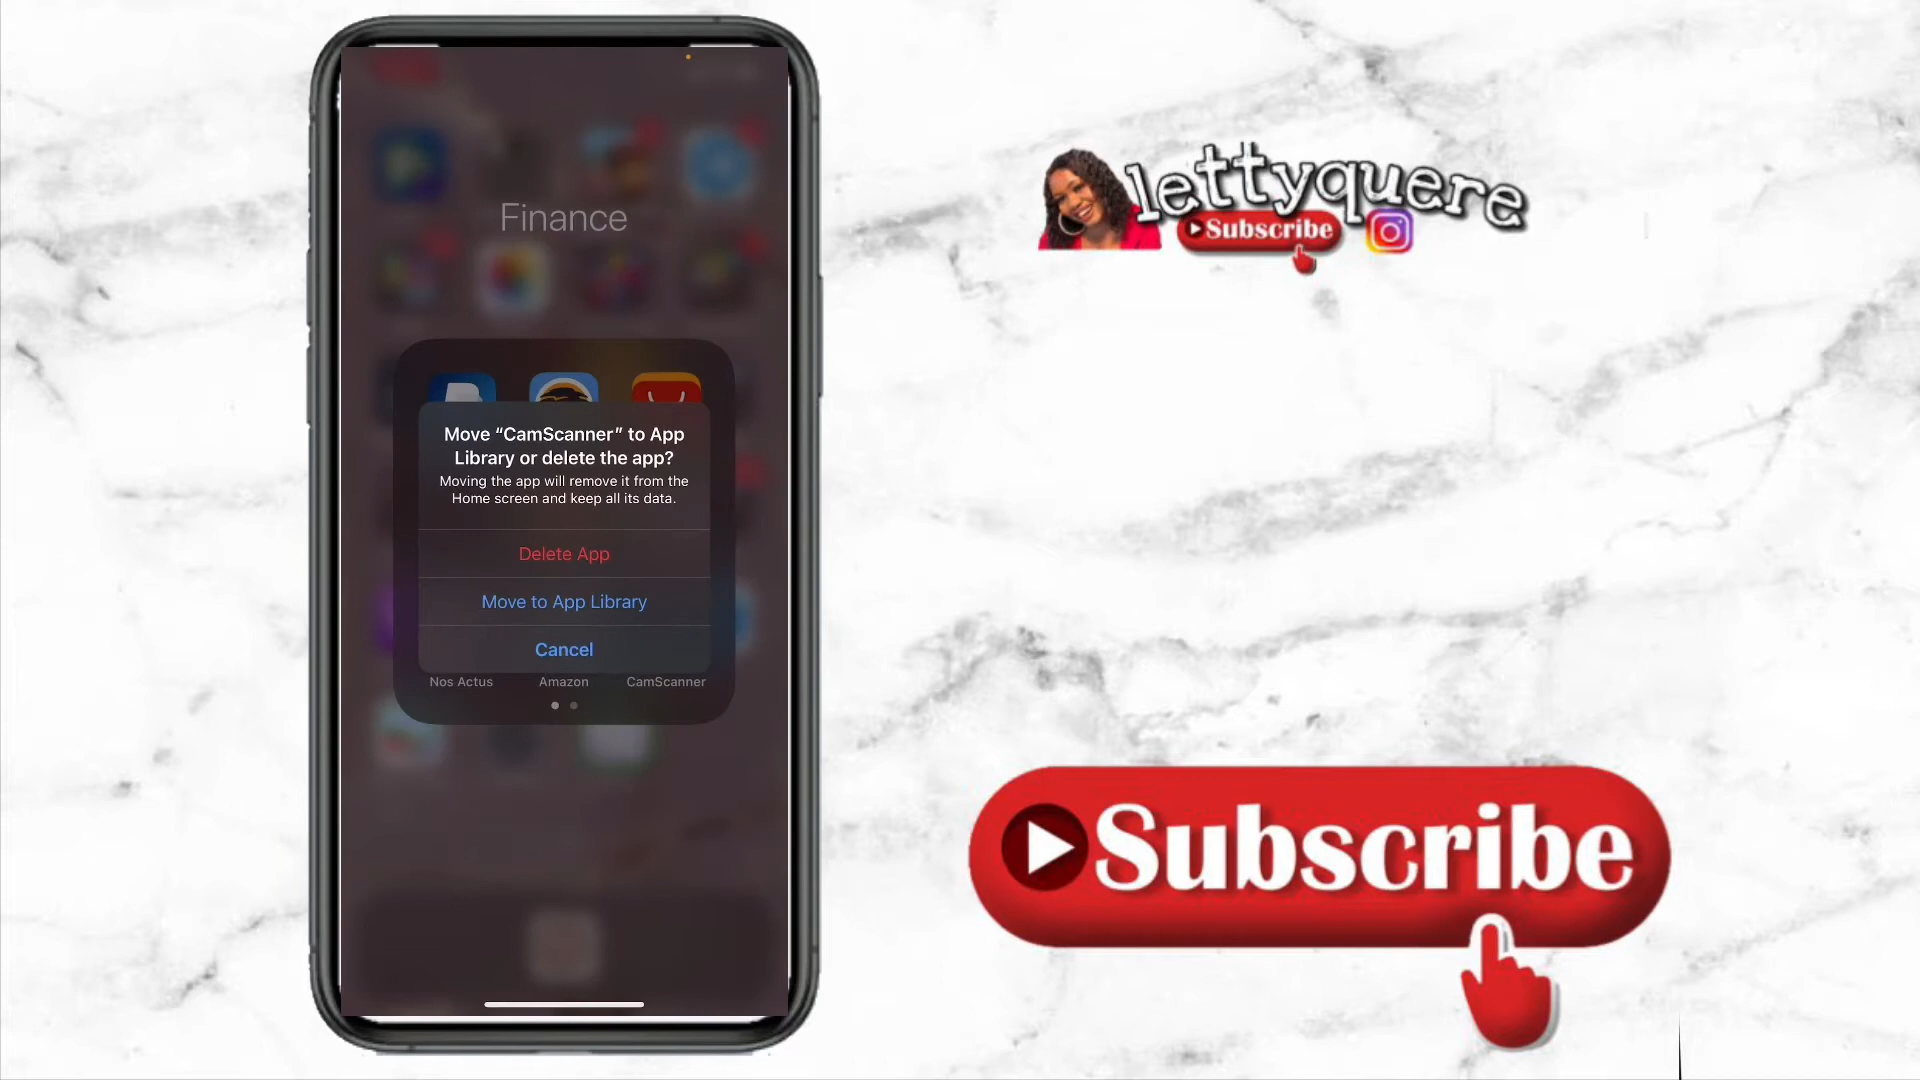 Finance
Move “CamScanner” to App
Library or delete the app?
Moving the app will remove it from the
Home screen and keep all its data.
Delete App
Move to App Library
Cancel
Nos Actus
Amazon
CamScanner
lettyquere
Subscribe
Subscribe